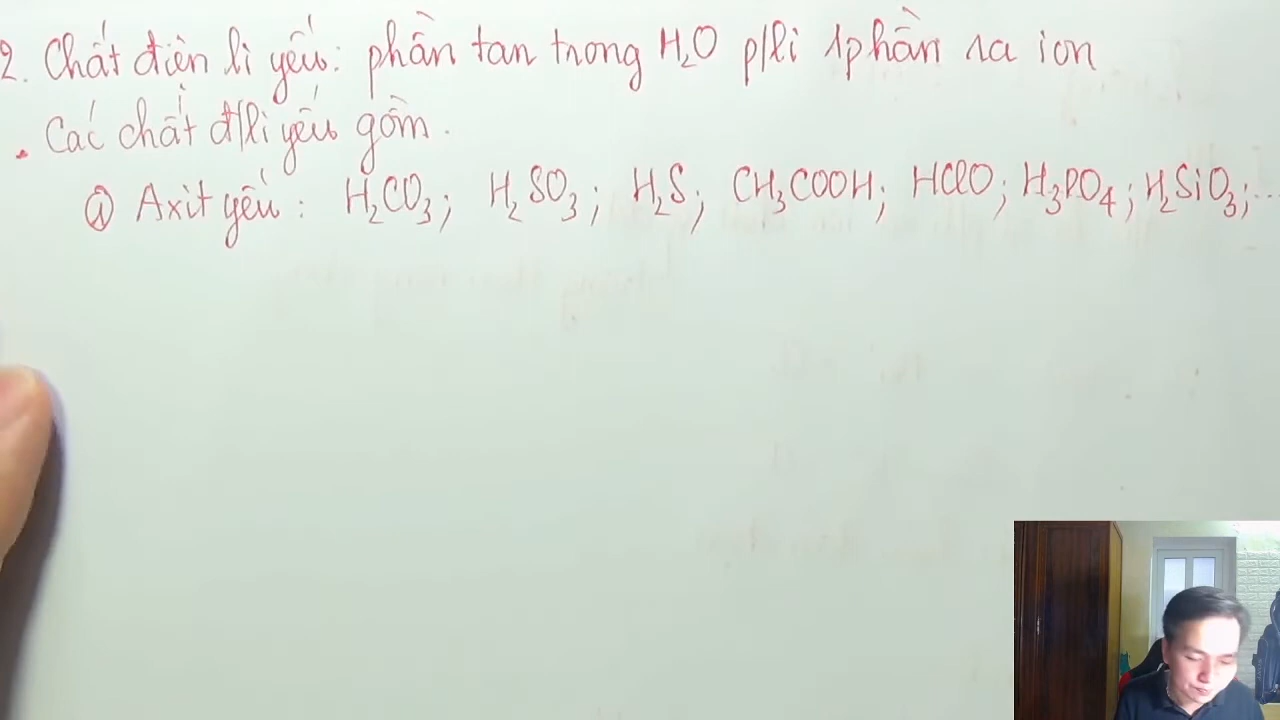 2. Chất điện li yếu: phần tan trong H₂O p/li 1phần ra ion
. Các chất đ/li yếu gồm.
① Axit yếu: H₂CO₃; H₂SO₃; H₂S; CH₃COOH; HClO; H₃PO₄; H₂SiO₃;...